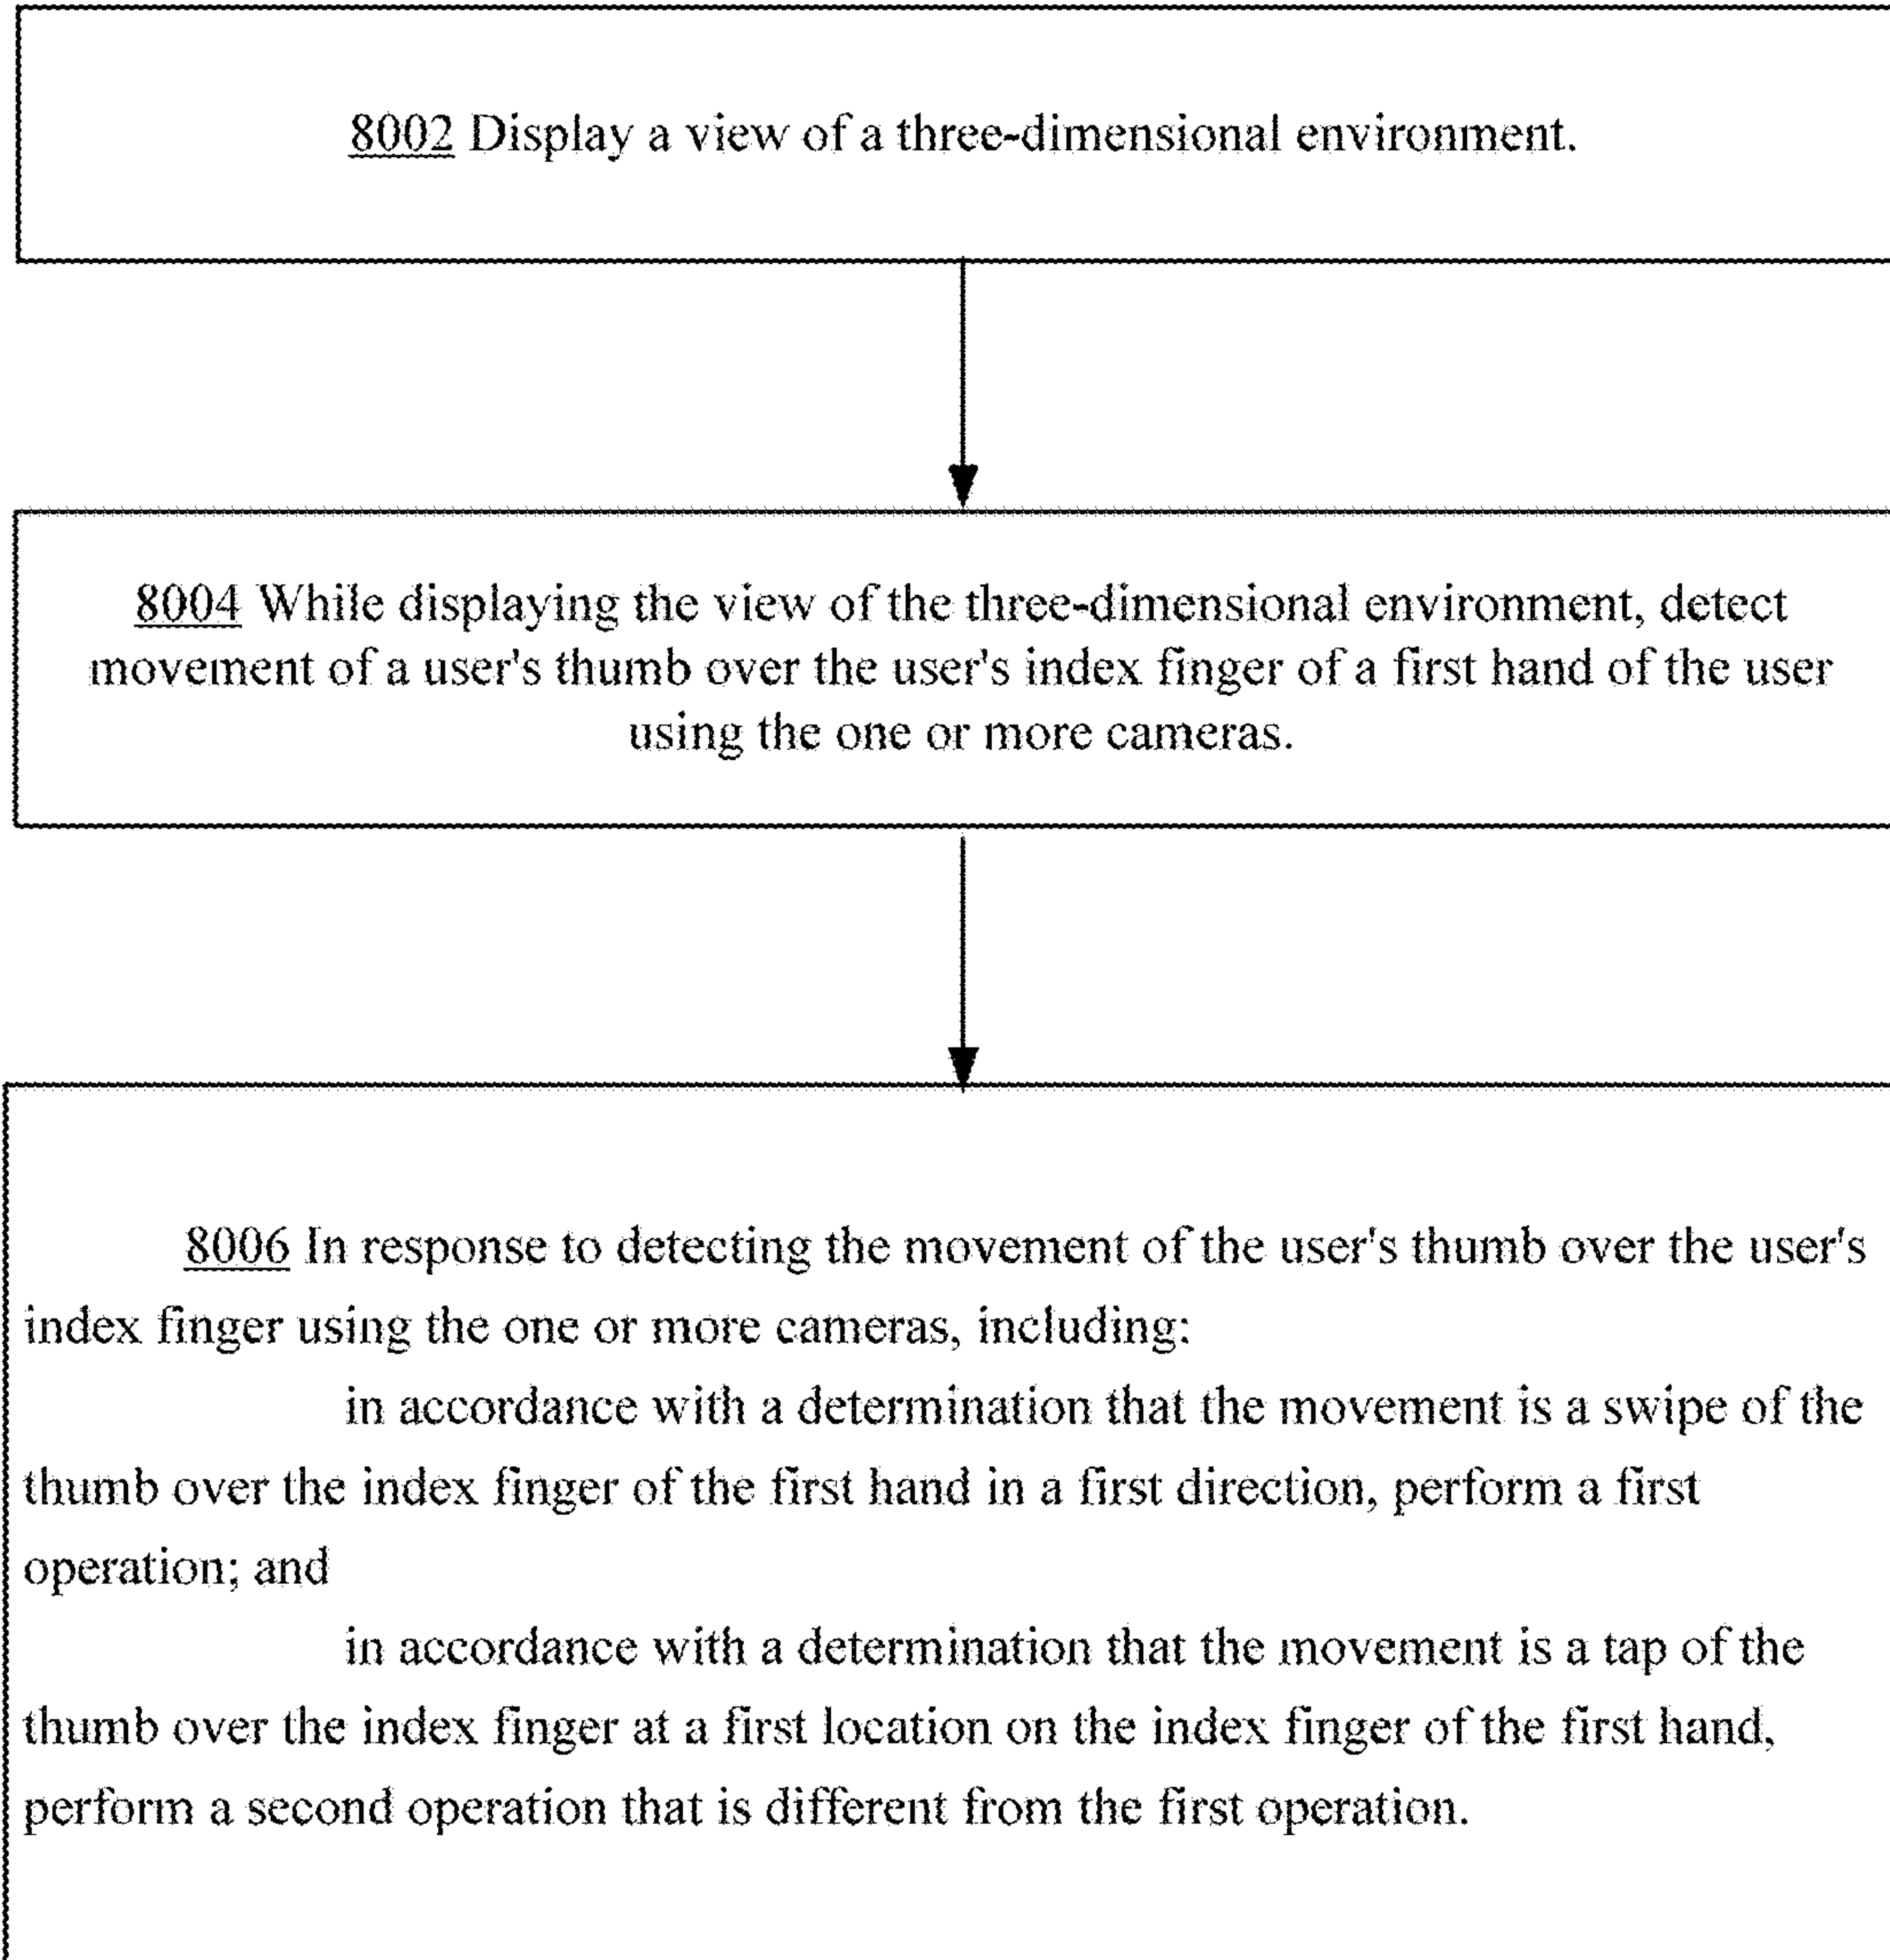 8002 Display a view of a three-dimensional environment.
8004 While displaying the view of the three-dimensional environment, detect
movement of a user's thumb over the user's index finger of a first hand of the user
using the one or more cameras.
8006 In response to detecting the movement of the user's thumb over the user's
index finger using the one or more cameras, including:
in accordance with a determination that the movement is a swipe of the
thumb over the index finger of the first hand in a first direction, perform a first
operation; and
in accordance with a determination that the movement is a tap of the
thumb over the index finger at a first location on the index finger of the first hand,
perform a second operation that is different from the first operation.